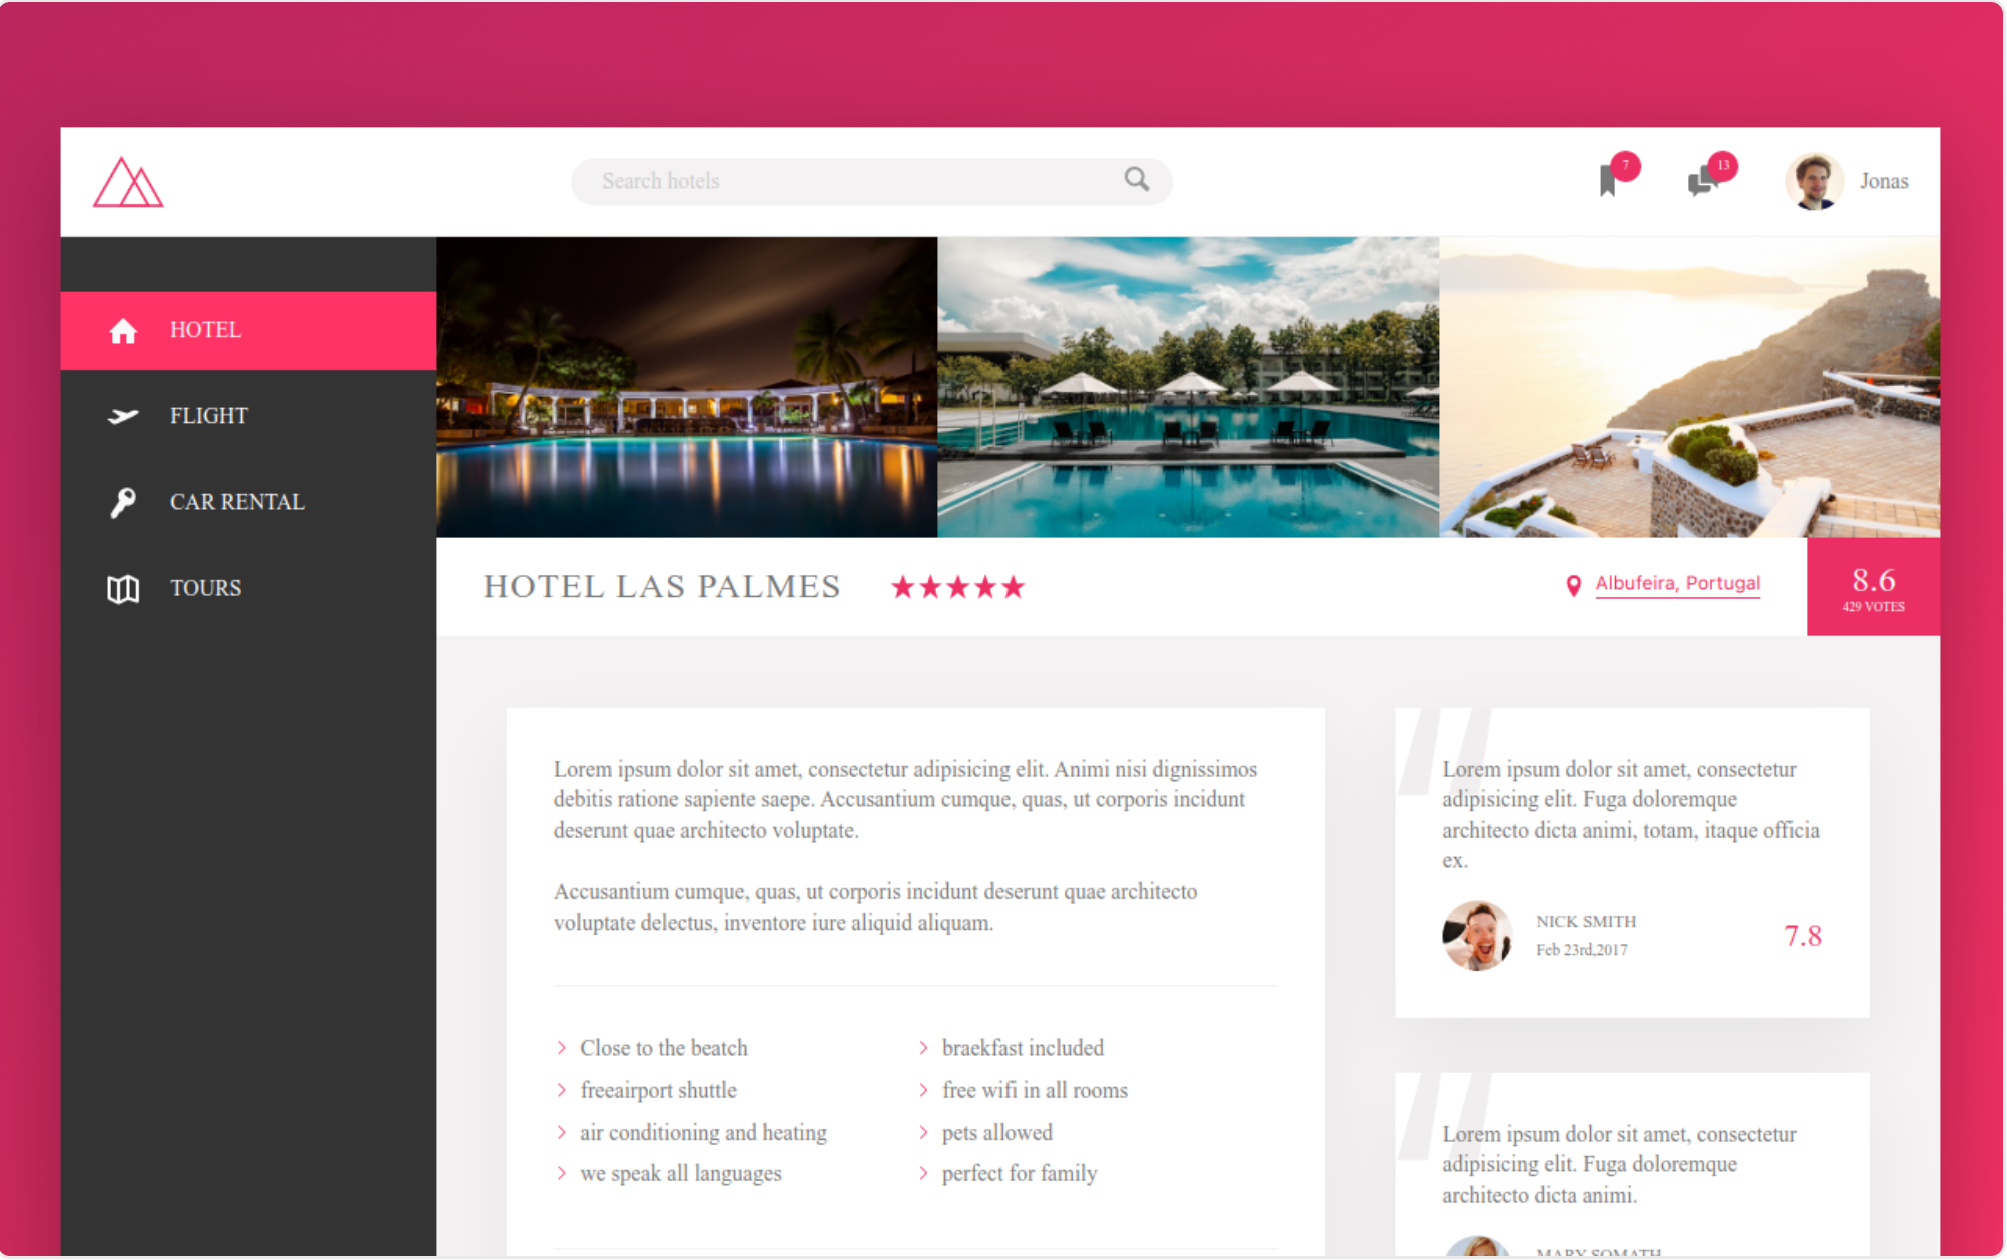 Search hotels
7
13
Jonas
HOTEL
FLIGHT
CAR RENTAL
TOURS
HOTEL LAS PALMES
Albufeira, Portugal
8.6
429 VOTES
Lorem ipsum dolor sit amet, consectetur adipisicing elit. Animi nisi dignissimos
debitis ratione sapiente saepe. Accusantium cumque, quas, ut corporis incidunt
deserunt quae architecto voluptate.
Accusantium cumque, quas, ut corporis incidunt deserunt quae architecto
voluptate delectus, inventore iure aliquid aliquam.
Close to the beatch
freeairport shuttle
air conditioning and heating
we speak all languages
braekfast included
free wifi in all rooms
pets allowed
perfect for family
Lorem ipsum dolor sit amet, consectetur
adipisicing elit. Fuga doloremque
architecto dicta animi, totam, itaque officia
ex.
NICK SMITH
Feb 23rd,2017
7.8
Lorem ipsum dolor sit amet, consectetur
adipisicing elit. Fuga doloremque
architecto dicta animi.
MARY SOMATH